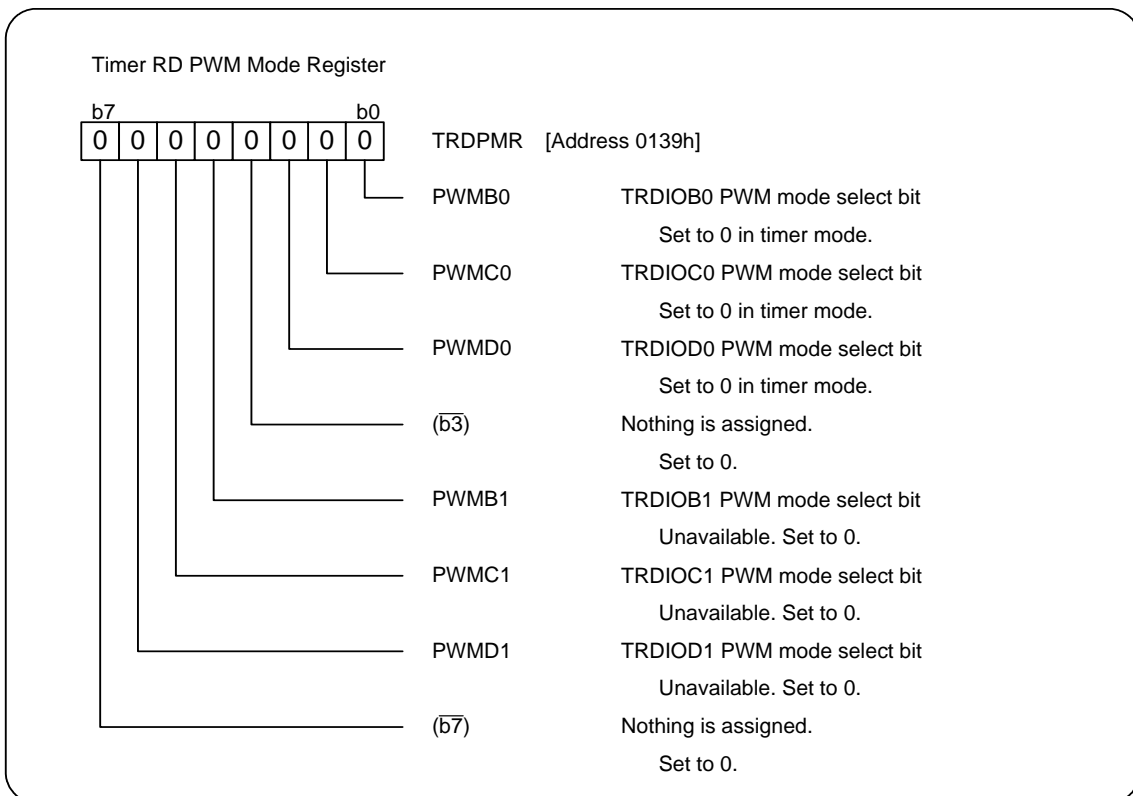 Timer RD PWM Mode Register
b7 b0
0 0 0 0 0 0 0 0 TRDPMR [Address 0139h]
PWMB0 TRDIOB0 PWM mode select bit
Set to 0 in timer mode.
PWMC0 TRDIOC0 PWM mode select bit
Set to 0 in timer mode.
PWMD0 TRDIOD0 PWM mode select bit
Set to 0 in timer mode.
(b̅3̅) Nothing is assigned.
Set to 0.
PWMB1 TRDIOB1 PWM mode select bit
Unavailable. Set to 0.
PWMC1 TRDIOC1 PWM mode select bit
Unavailable. Set to 0.
PWMD1 TRDIOD1 PWM mode select bit
Unavailable. Set to 0.
(b̅7̅) Nothing is assigned.
Set to 0.